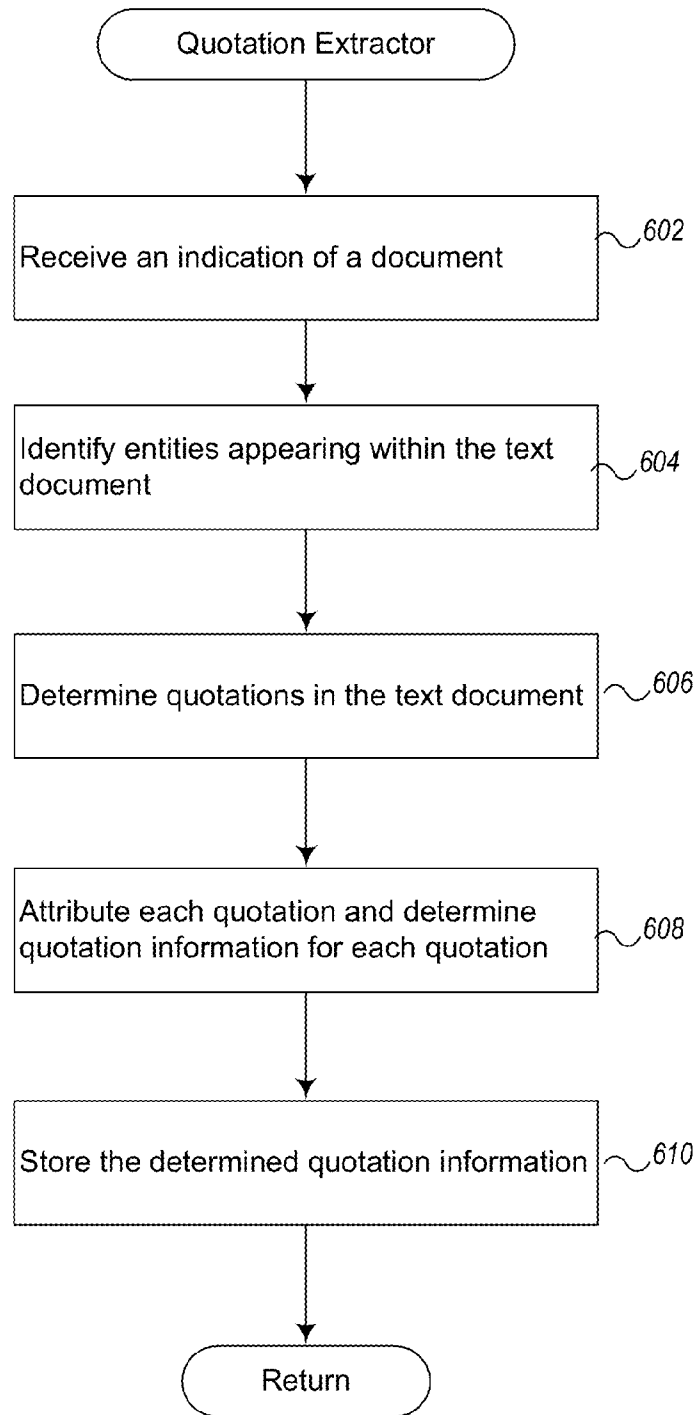 Quotation Extractor
Receive an indication of a document
602
Identify entities appearing within the text
document
604
Determine quotations in the text document
606
Attribute each quotation and determine
quotation information for each quotation
608
Store the determined quotation information
610
Return